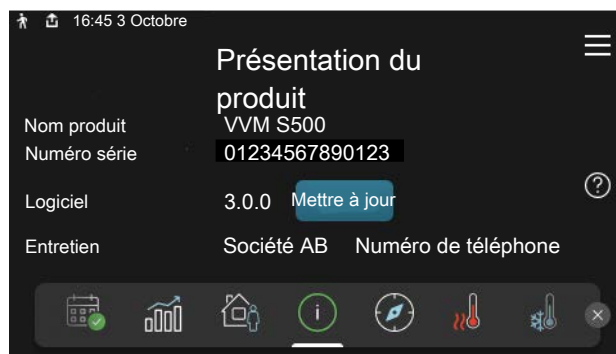 16:45 3 Octobre
Présentation du
produit
Nom produit VVM S500
Numéro série 01234567890123
Logiciel 3.0.0 Mettre à jour
Entretien Société AB Numéro de téléphone